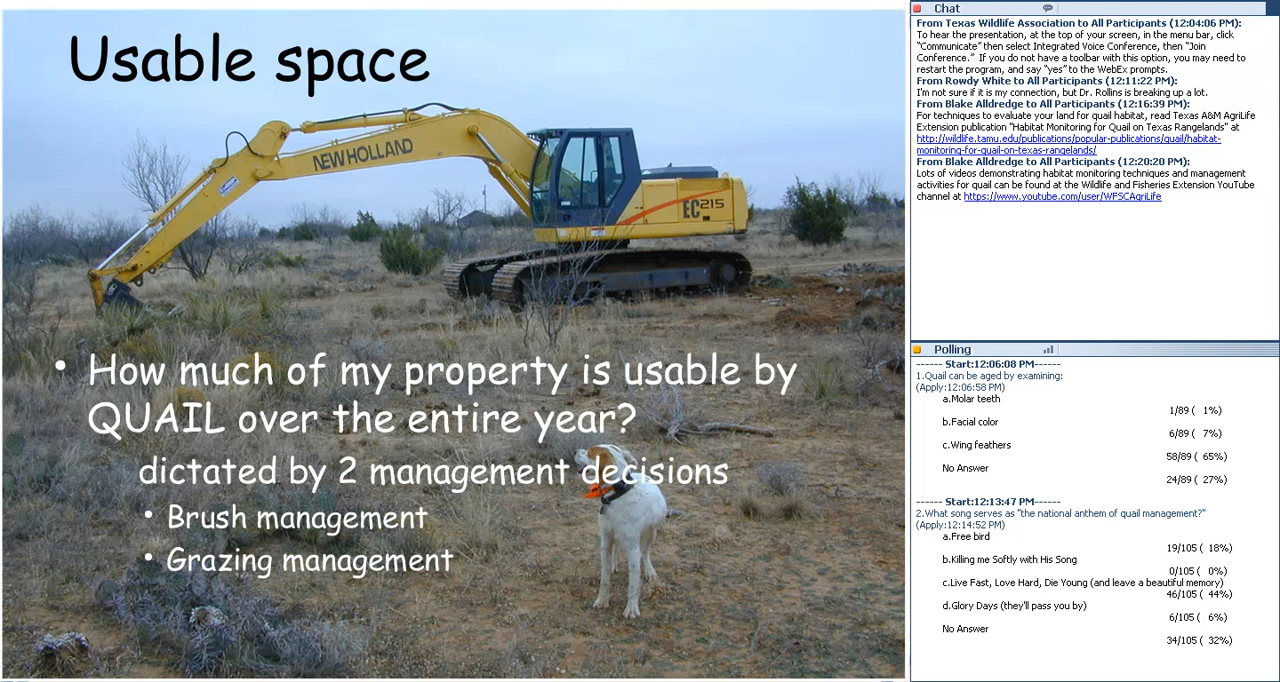 Usable space
NEW HOLLAND
EC215
• How much of my property is usable by
QUAIL over the entire year?
dictated by 2 management decisions
• Brush management
• Grazing management
Chat
From Texas Wildlife Association to All Participants (12:04:06 PM):
To hear the presentation, at the top of your screen, in the menu bar, click
“Communicate” then select Integrated Voice Conference, then “Join
Conference.” If you do not have a toolbar with this option, you may need to
restart the program, and say “yes” to the WebEx prompts.
From Rowdy White to All Participants (12:11:22 PM):
I'm not sure if it is my connection, but Dr. Rollins is breaking up a lot.
From Blake Alldredge to All Participants (12:16:39 PM):
For techniques to evaluate your land for quail habitat, read Texas A&M AgriLife
Extension publication "Habitat Monitoring for Quail on Texas Rangelands" at
http://wildlife.tamu.edu/publications/popular-publications/quail/habitat-
monitoring-for-quail-on-texas-rangelands/
From Blake Alldredge to All Participants (12:20:20 PM):
Lots of videos demonstrating habitat monitoring techniques and management
activities for quail can be found at the Wildlife and Fisheries Extension YouTube
channel at https://www.youtube.com/user/WFSCAgriLife
Polling
------ Start:12:06:08 PM------
1.Quail can be aged by examining:
(Apply:12:06:58 PM)
a.Molar teeth
1/89 ( 1%)
b.Facial color
6/89 ( 7%)
c.Wing feathers
58/89 ( 65%)
No Answer
24/89 ( 27%)
------ Start:12:13:47 PM------
2.What song serves as "the national anthem of quail management?"
(Apply:12:14:52 PM)
a.Free bird
19/105 ( 18%)
b.Killing me Softly with His Song
0/105 ( 0%)
c.Live Fast, Love Hard, Die Young (and leave a beautiful memory)
46/105 ( 44%)
d.Glory Days (they'll pass you by)
6/105 ( 6%)
No Answer
34/105 ( 32%)